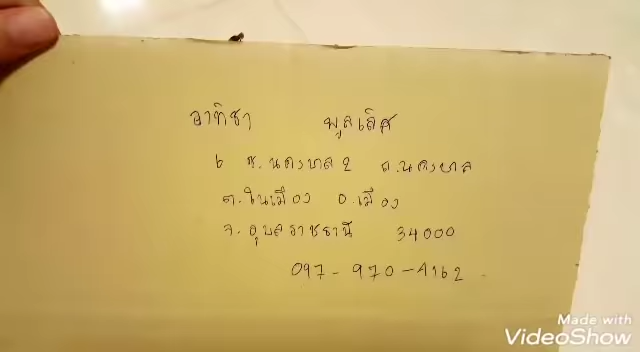 อาทิชา พูลเลิศ
6 ซ.นครบาล 2 ถ.นครบาล
ต.ในเมือง อ.เมือง
จ.อุบลราชธานี 34000
097-970-4162
Made with
VideoShow